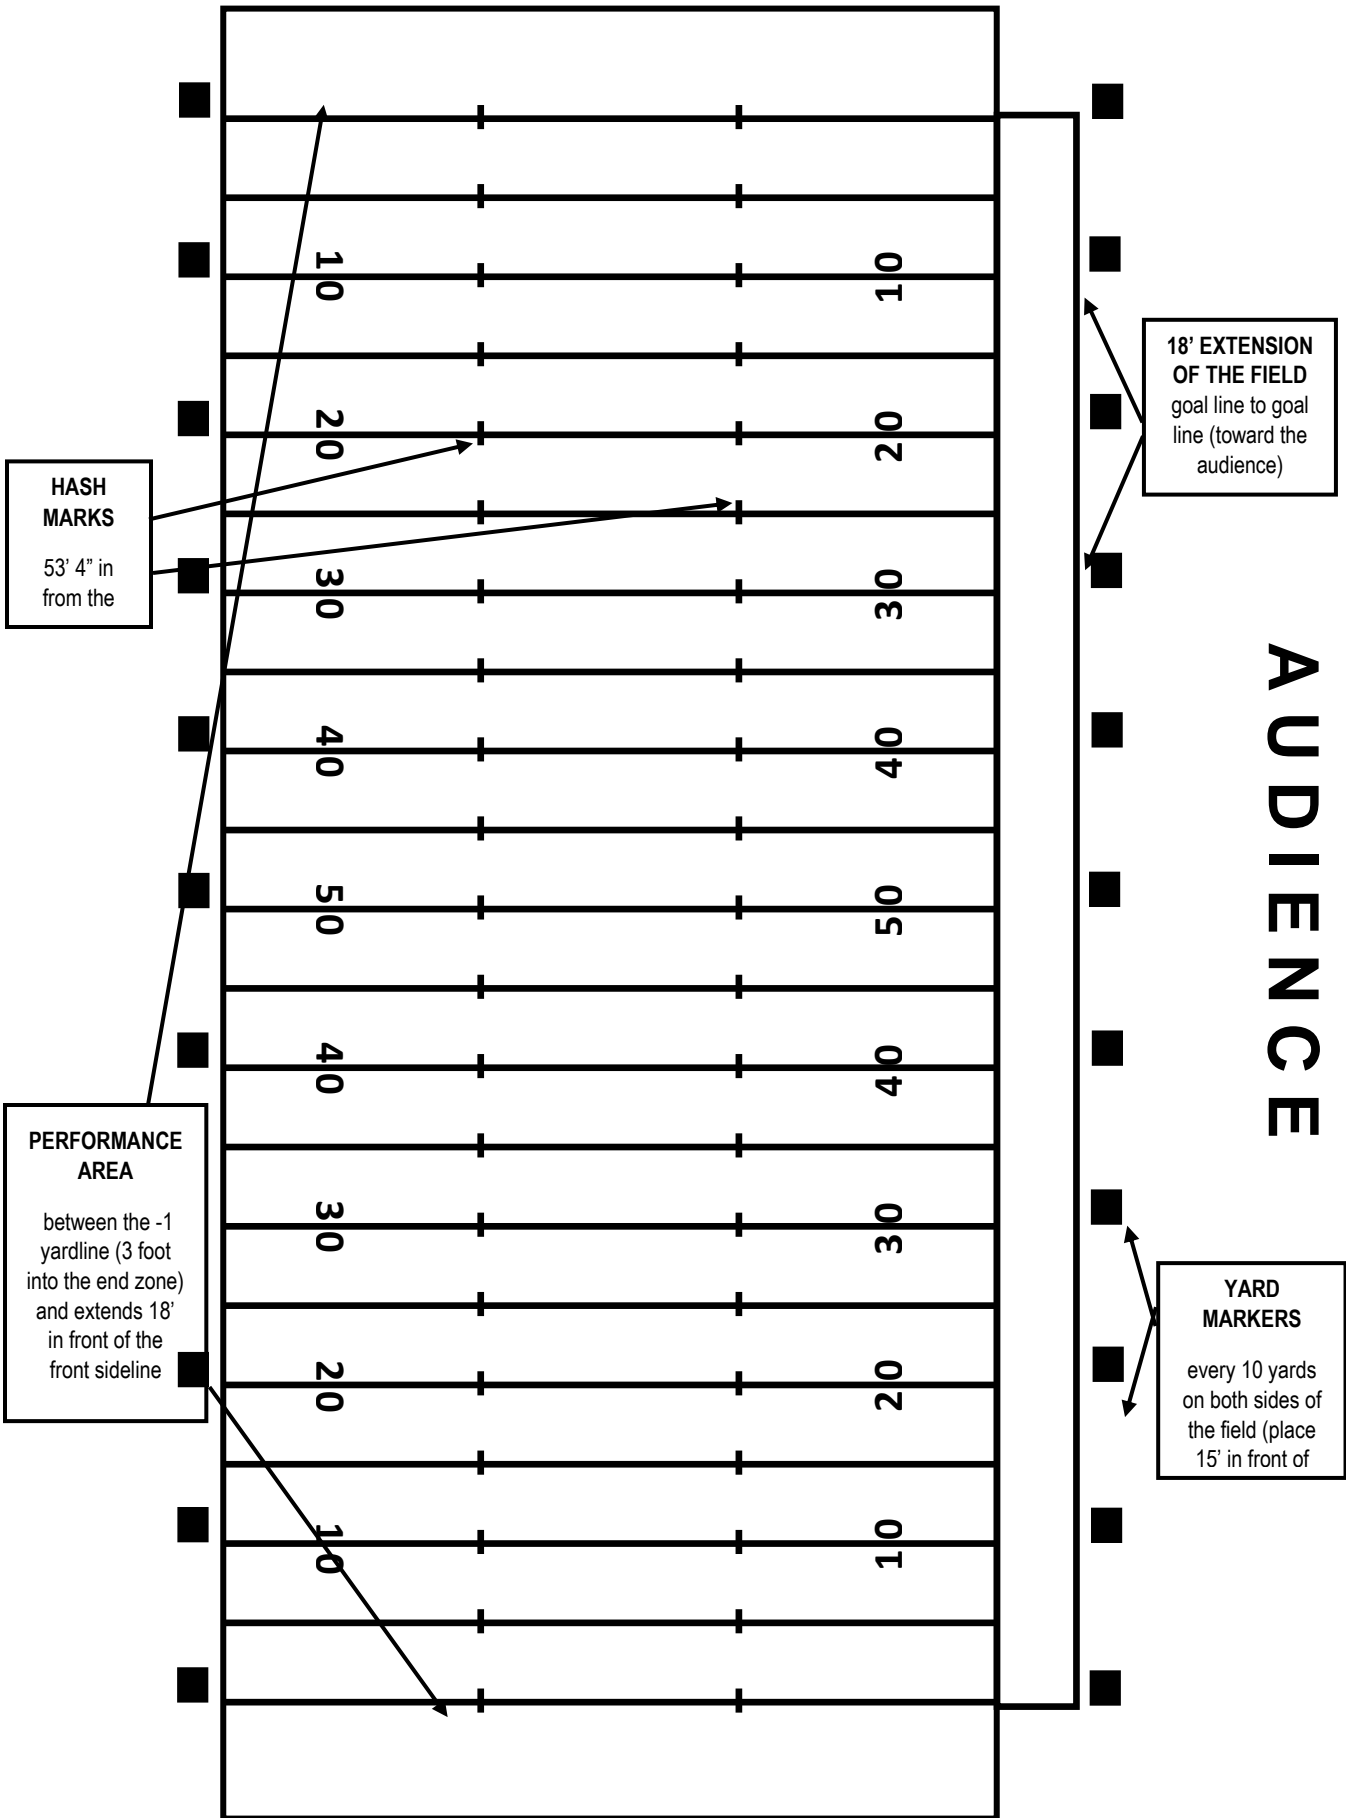 10
10
18’ EXTENSION
OF THE FIELD
goal line to goal
line (toward the
audience)
20
20
HASH
MARKS
53’ 4” in
from the
30
30
AUDIENCE
40
40
50
50
40
40
PERFORMANCE
AREA
between the -1
yardline (3 foot
into the end zone)
and extends 18’
in front of the
front sideline
30
30
YARD
MARKERS
every 10 yards
on both sides of
the field (place
15’ in front of
20
20
10
10